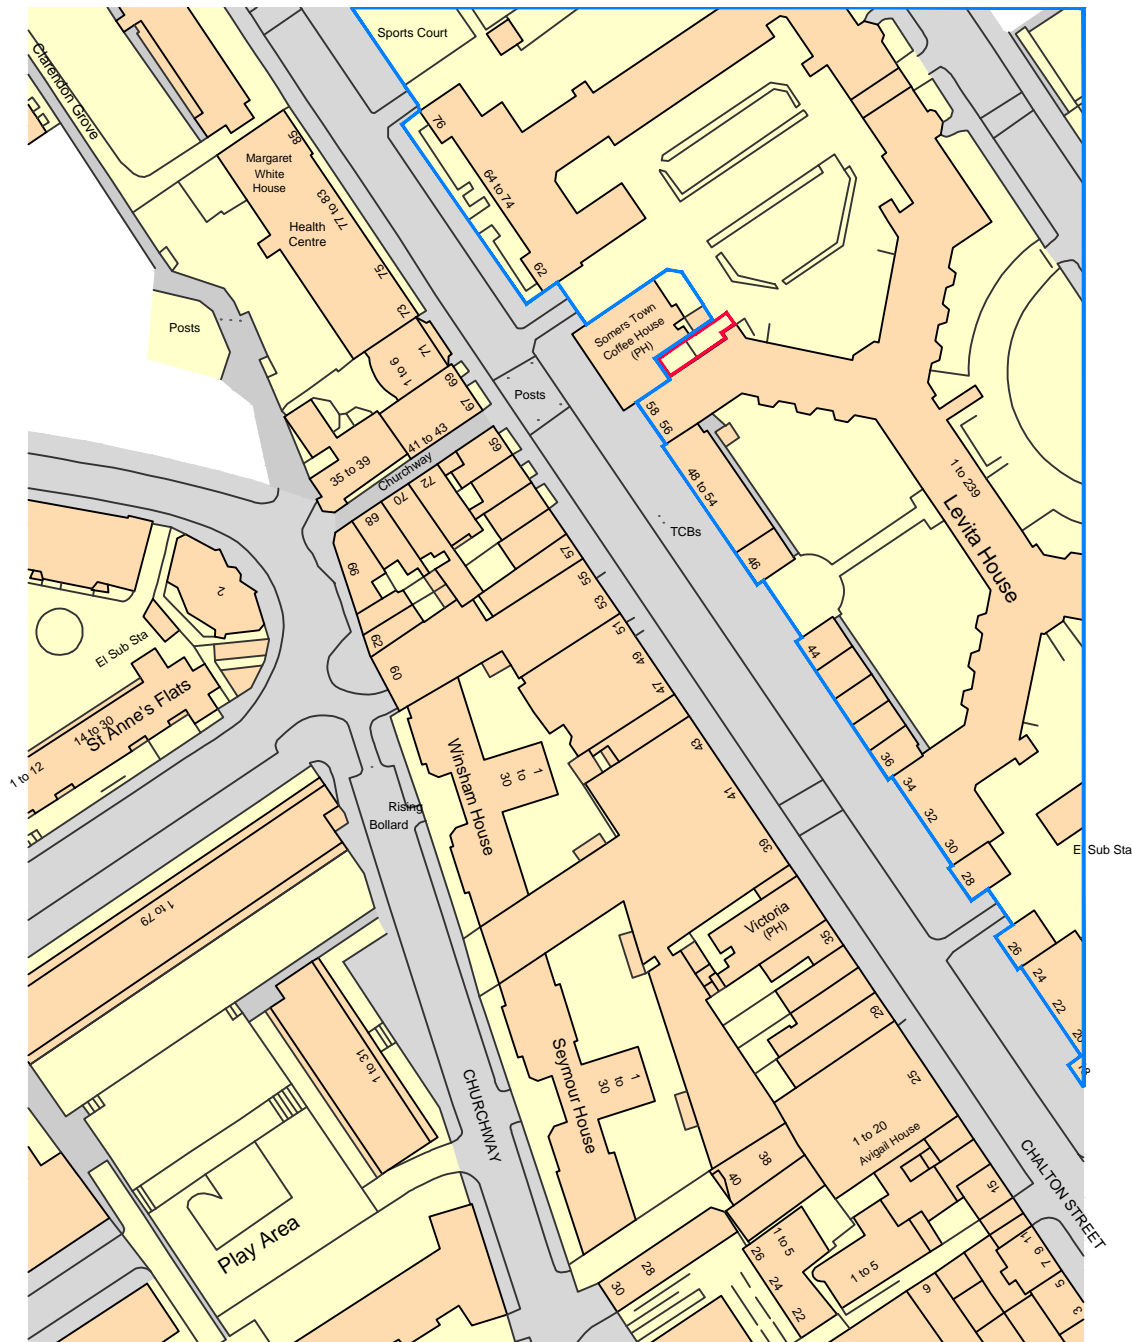 Sports Court
Clarendon Grove
76
85
Margaret
White
House
64 to 74
77 to 83
Health
Centre
62
75
73
Posts
Somers Town
Coffee House
(PH)
71
1 to 6
69
67
Posts
58
56
65
41 to 43
35 to 39
Churchway
72
70
68
48 to 54
1 to 239
Levita House
TCBs
66
57
55
53
46
2
El Sub Sta
62
51
49
47
44
60
St Anne's Flats
14 to 30
1 to 12
Winsham House
1
to
30
43
41
36
34
32
30
28
Rising
Bollard
39
El Sub Sta
1 to 79
Victoria
(PH)
35
26
24
22
20
18
29
1 to 31
Seymour House
1
to
30
25
CHURCHWAY
1 to 20
Avigail House
38
40
15
CHALTON STREET
Play Area
1 to 5
26
24
22
28
30
1 to 5
11
9
7
5
3
6